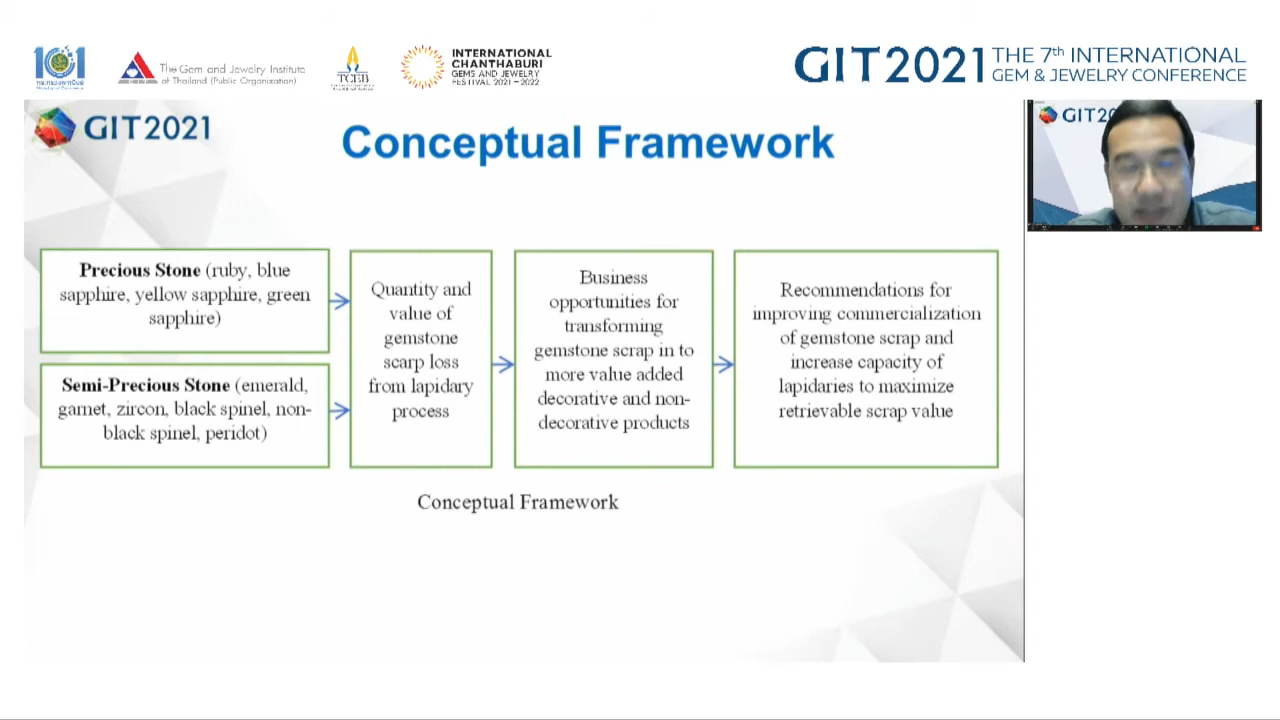 101
The Gem and Jewelry Institute
of Thailand (Public Organization)
TCEB
INTERNATIONAL
CHANTHABURI
GEMS AND JEWELRY
FESTIVAL 2021 – 2022
GIT2021 THE 7th INTERNATIONAL
GEM & JEWELRY CONFERENCE
GIT2021
Conceptual Framework
GIT20
Precious Stone (ruby, blue
sapphire, yellow sapphire, green
sapphire)
Semi-Precious Stone (emerald,
garnet, zircon, black spinel, non-
black spinel, peridot)
Quantity and
value of
gemstone
scarp loss
from lapidary
process
Business
opportunities for
transforming
gemstone scrap in to
more value added
decorative and non-
decorative products
Recommendations for
improving commercialization
of gemstone scrap and
increase capacity of
lapidaries to maximize
retrievable scrap value
Conceptual Framework